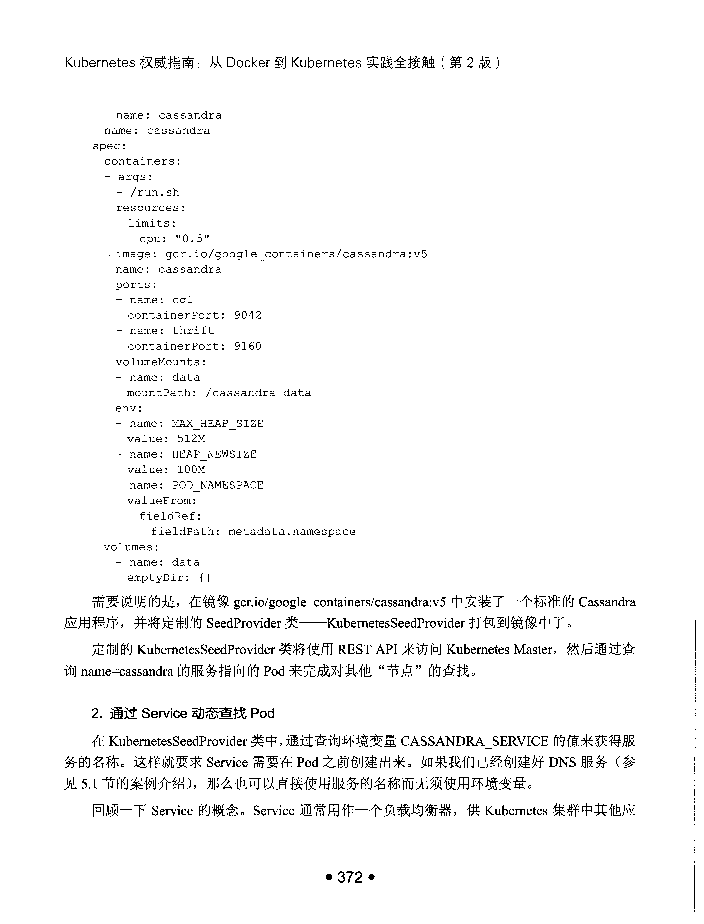 Kubernetes 权威指南：从 Docker 到 Kubernetes 实践全接触（第 2 版）
name: cassandra
name: cassandra
spec:
containers:
- args:
- /run.sh
resources:
limits:
cpu: "0.5"
image: gcr.io/google_containers/cassandra:v5
name: cassandra
ports:
- name: cql
containerPort: 9042
- name: thrift
containerPort: 9160
volumeMounts:
- name: data
mountPath: /cassandra_data
env:
- name: MAX_HEAP_SIZE
value: 512M
- name: HEAP_NEWSIZE
value: 100M
- name: POD_NAMESPACE
valueFrom:
fieldRef:
fieldPath: metadata.namespace
volumes:
- name: data
emptyDir: {}
需要说明的是，在镜像 gcr.io/google_containers/cassandra:v5 中安装了一个标准的 Cassandra
应用程序，并将定制的 SeedProvider 类——KubernetesSeedProvider 打包到镜像中了。
定制的 KubernetesSeedProvider 类将使用 REST API 来访问 Kubernetes Master，然后通过查
询 name=cassandra 的服务指向的 Pod 来完成对其他“节点”的查找。
2. 通过 Service 动态查找 Pod
在 KubernetesSeedProvider 类中，通过查询环境变量 CASSANDRA_SERVICE 的值来获得服
务的名称。这样就要求 Service 需要在 Pod 之前创建出来。如果我们已经创建好 DNS 服务（参
见 5.1 节的案例介绍），那么也可以直接使用服务的名称而无须使用环境变量。
回顾一下 Service 的概念。Service 通常用作一个负载均衡器，供 Kubernetes 集群中其他应
• 372 •